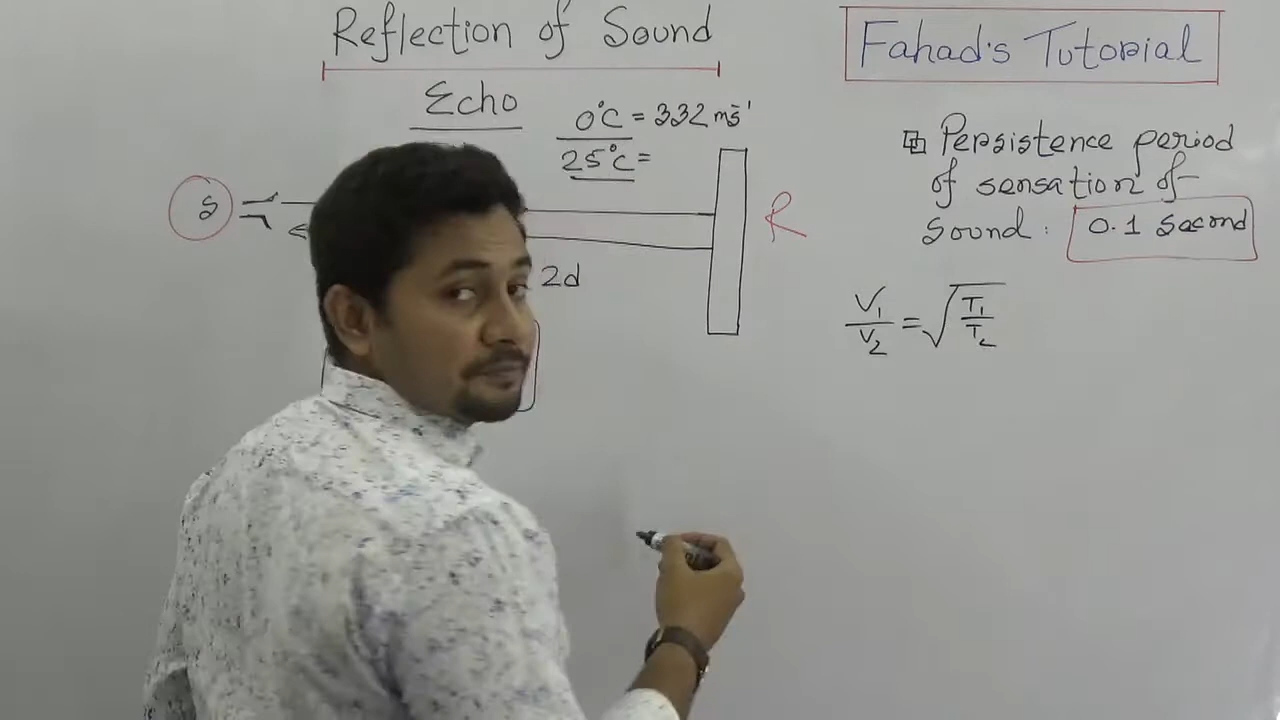 Reflection of Sound
Echo
0°C = 332 ms⁻¹
25°C =
S
R
2d
Fahad's Tutorial
Persistence period
of sensation of
sound : 0.1 second
V₁/V₂ = √(T₁/T₂)